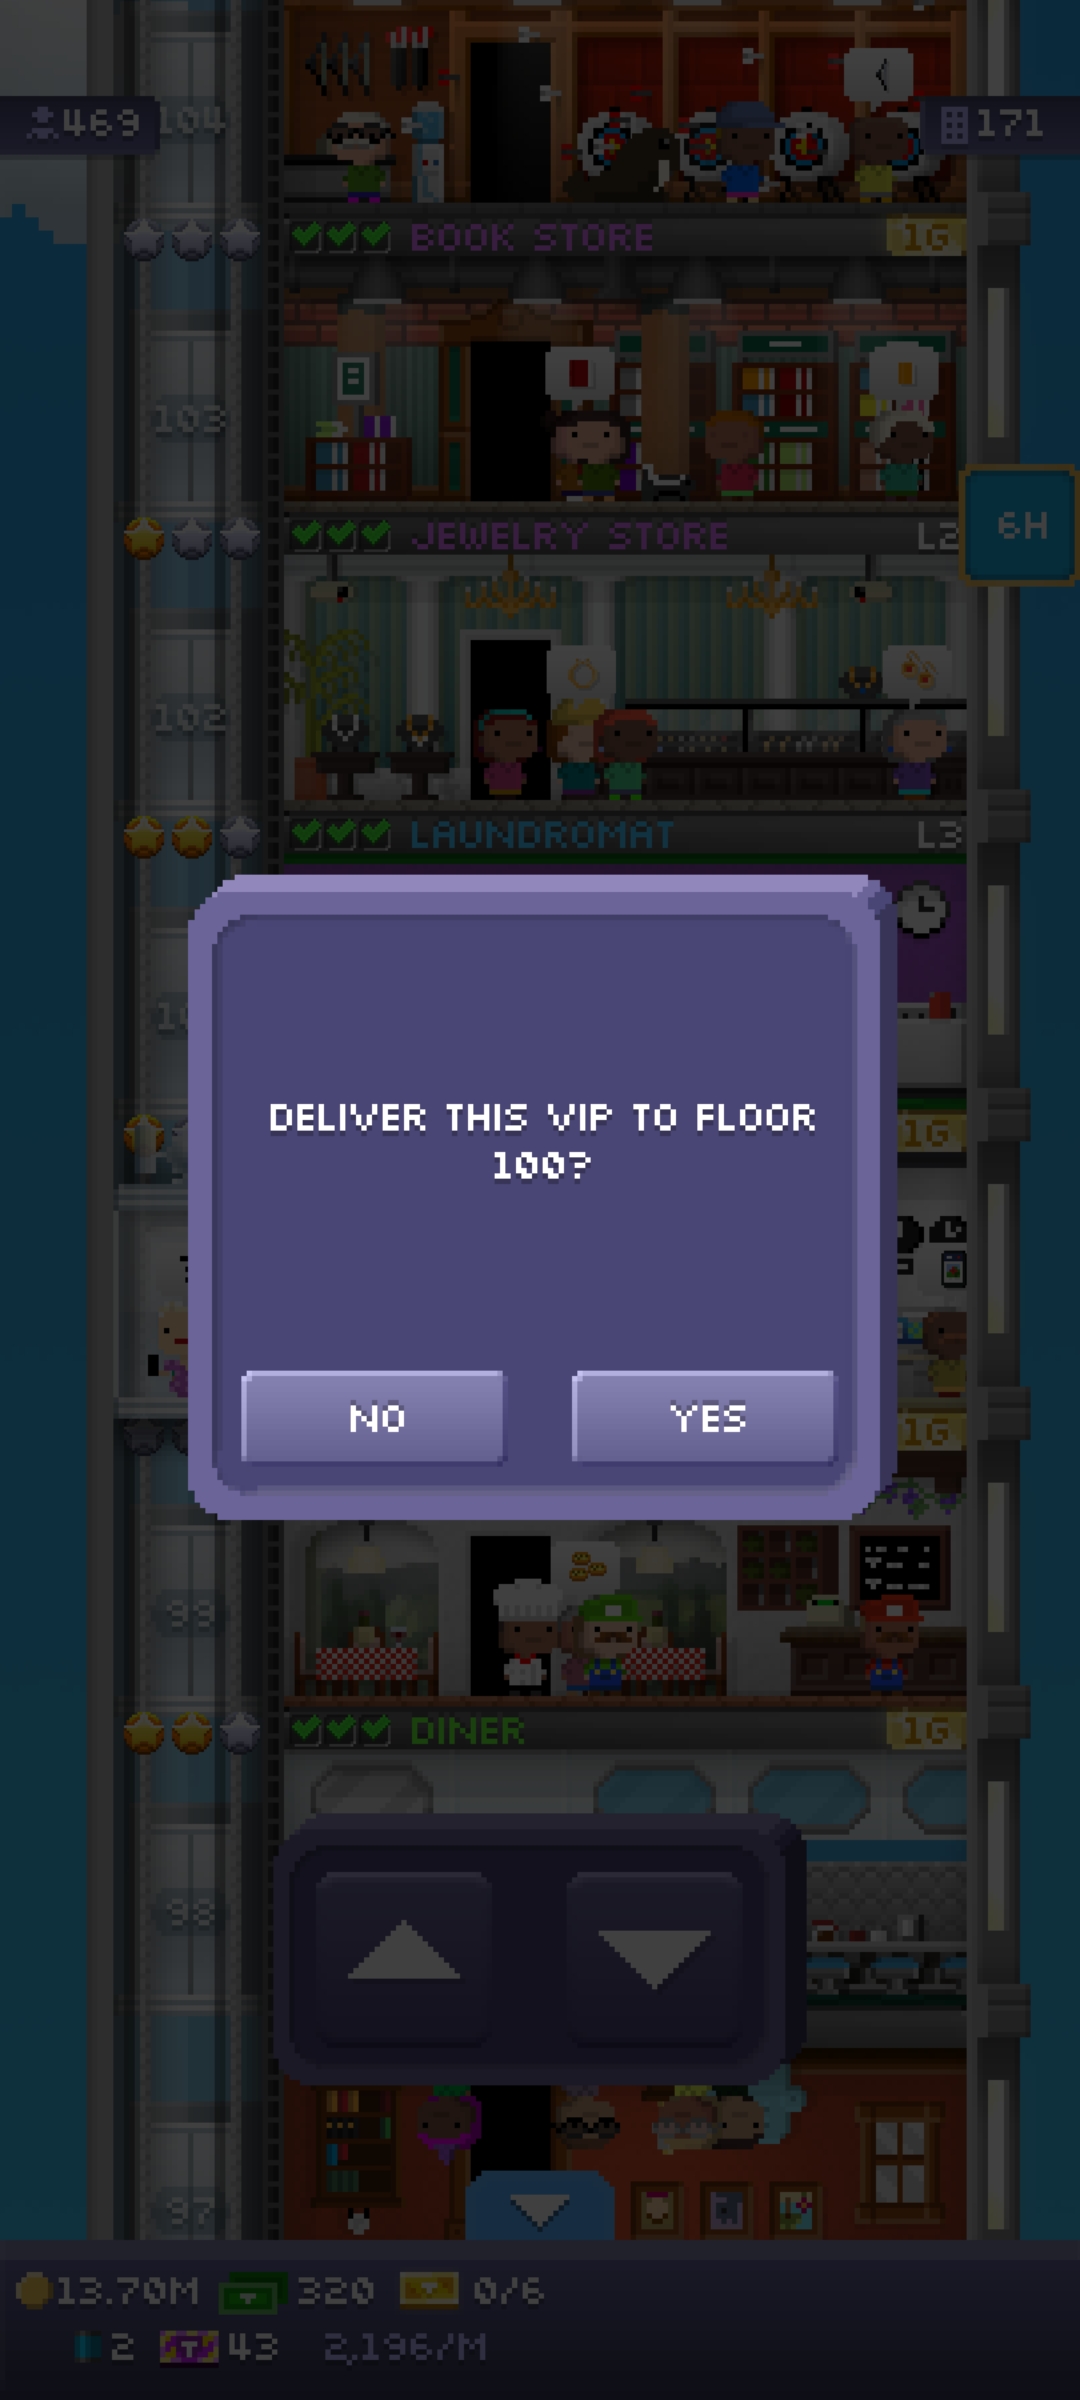 469
104
171
BOOK STORE
1G
103
6H
JEWELRY STORE
L2
102
LAUNDROMAT
L3
DELIVER THIS VIP TO FLOOR
100?
1G
NO
YES
1G
99
DINER
1G
98
97
13.70M
320
0/6
2
43
2,196/M